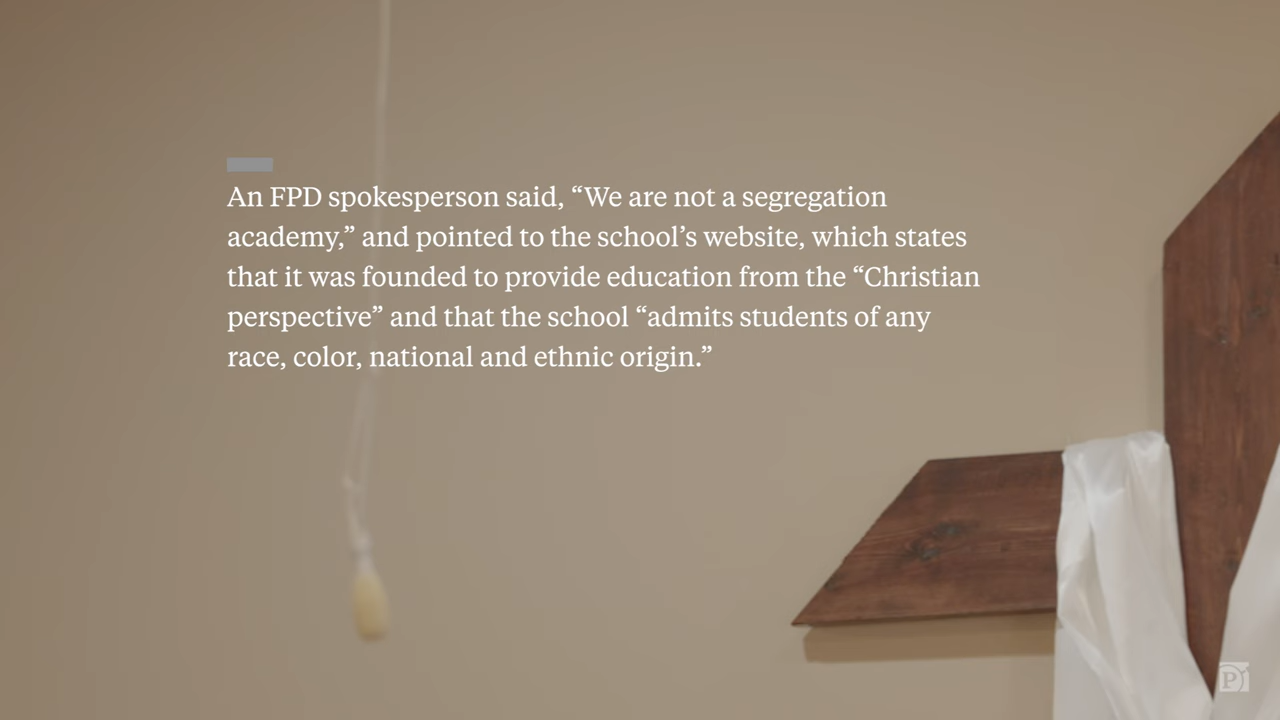 An FPD spokesperson said, “We are not a segregation
academy,” and pointed to the school’s website, which states
that it was founded to provide education from the “Christian
perspective” and that the school “admits students of any
race, color, national and ethnic origin.”
P